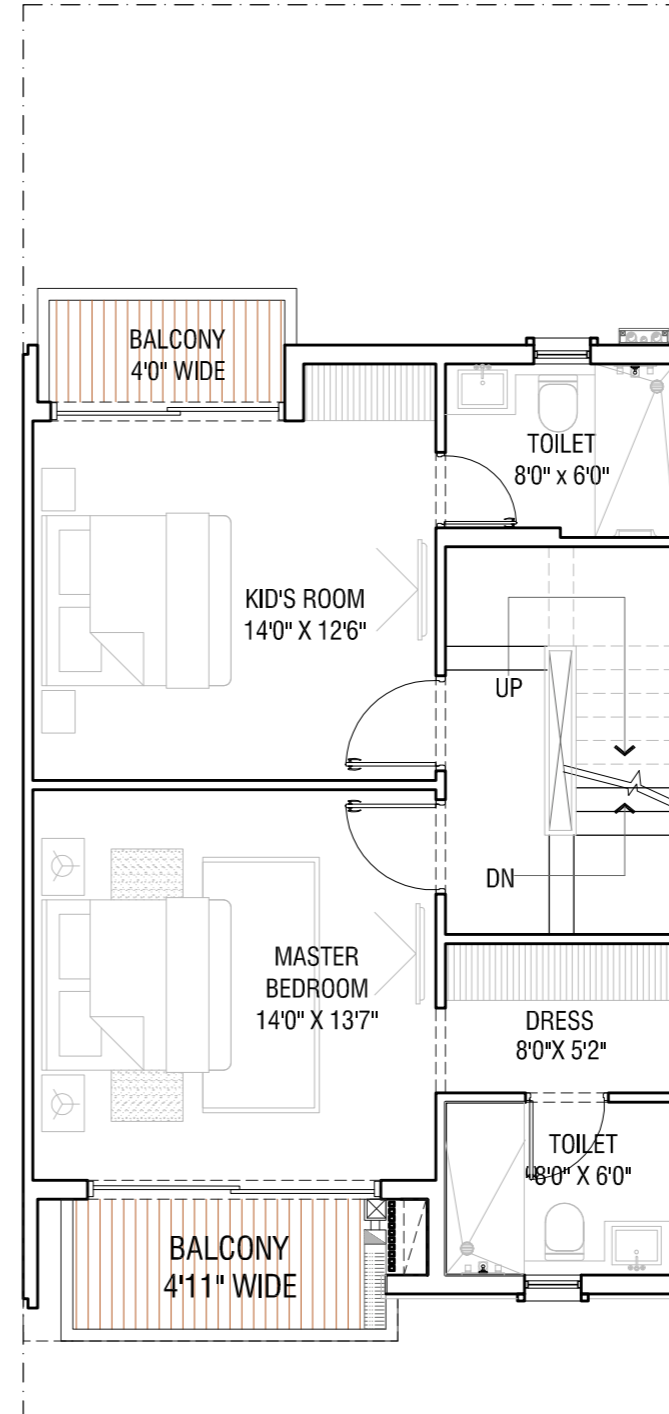 BALCONY
4'0" WIDE
TOILET
8'0" x 6'0"
KID'S ROOM
14'0" X 12'6"
UP
DN
MASTER
BEDROOM
14'0" X 13'7"
DRESS
8'0"X 5'2"
TOILET
8'0" X 6'0"
BALCONY
4'11" WIDE